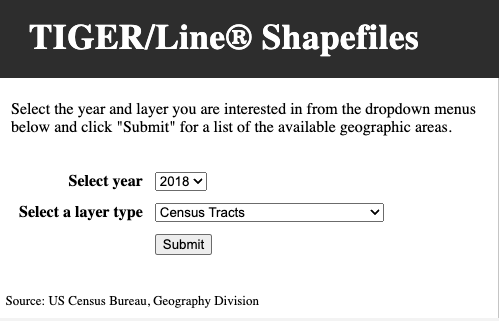 TIGER/Line® Shapefiles
Select the year and layer you are interested in from the dropdown menus
below and click "Submit" for a list of the available geographic areas.
Select year 2018
Select a layer type Census Tracts
Submit
Source: US Census Bureau, Geography Division